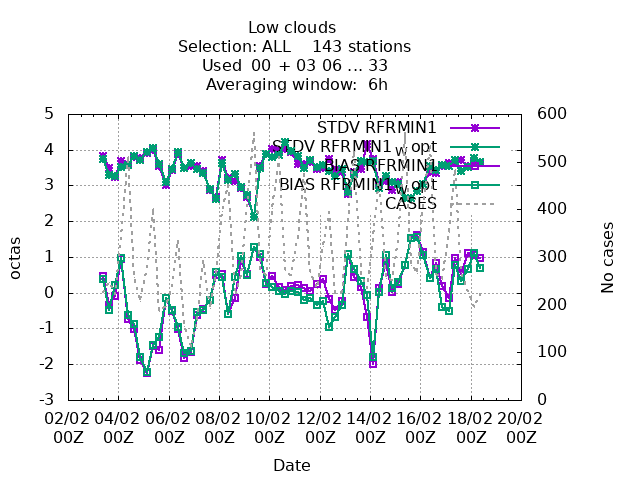 Low clouds
Selection: ALL    143 stations
Used  00 + 03 06 ... 33
Averaging window:  6h
STDV RFRMIN1
STDV RFRMIN1_w_opt
BIAS RFRMIN1
BIAS RFRMIN1_w_opt
CASES
octas
5
4
3
2
1
0
-1
-2
-3
No cases
600
500
400
300
200
100
0
02/02 04/02 06/02 08/02 10/02 12/02 14/02 16/02 18/02 20/02
00Z 00Z 00Z 00Z 00Z 00Z 00Z 00Z 00Z 00Z
Date